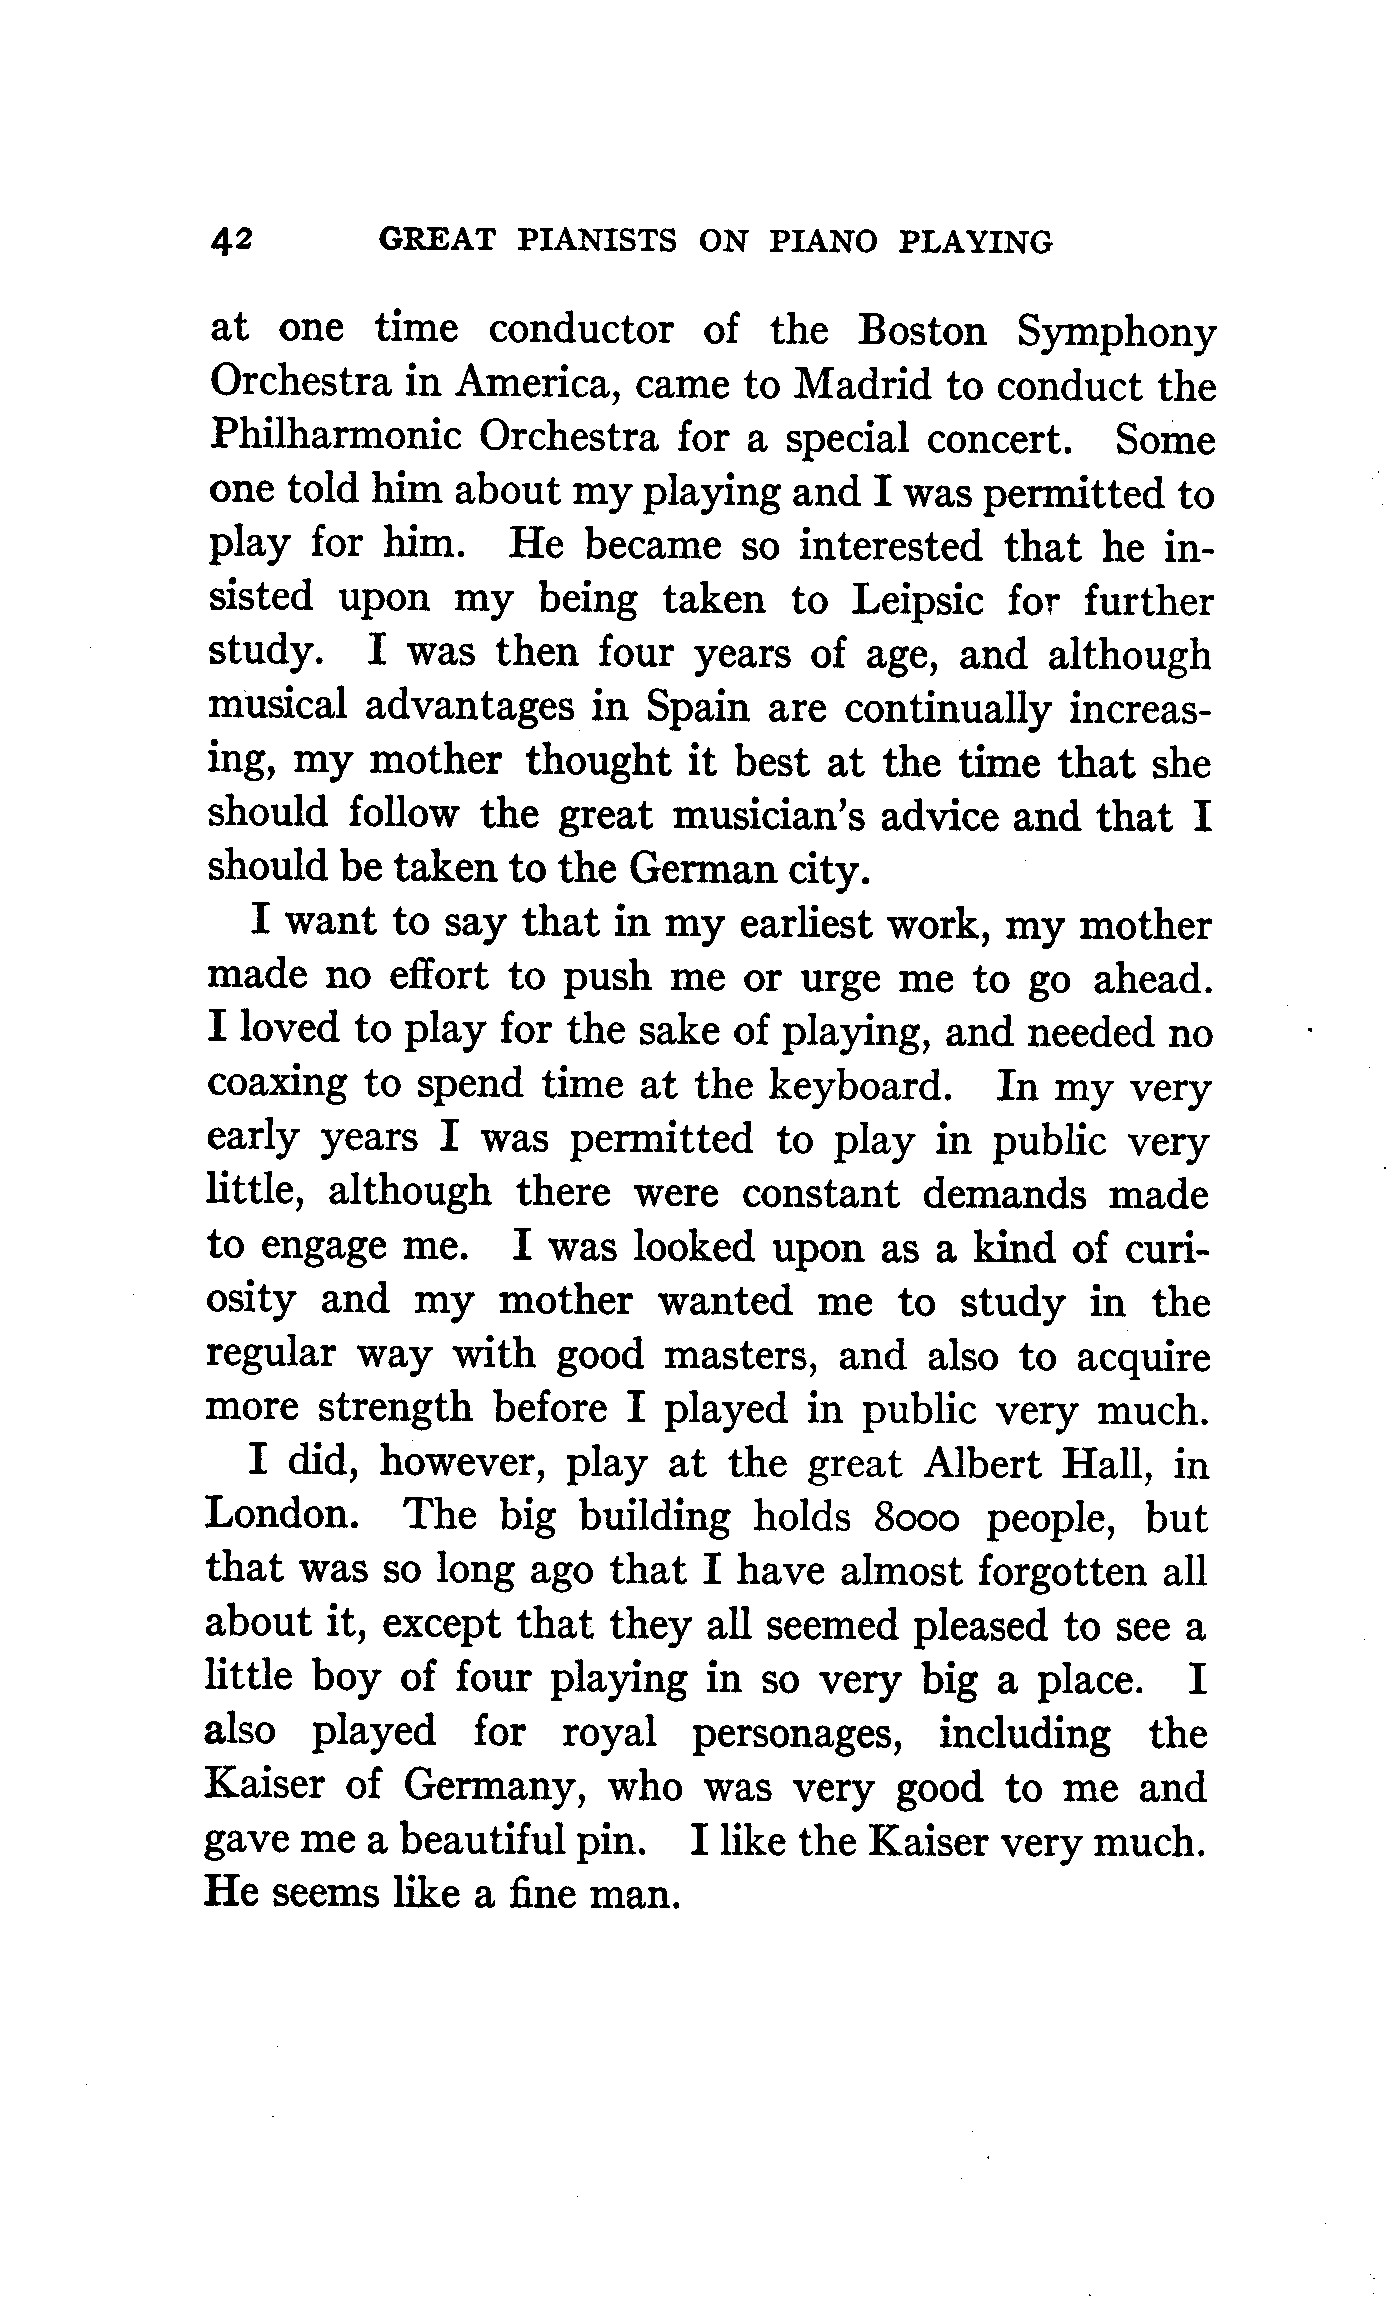 42 GREAT PIANISTS ON PIANO PLAYING
at one time conductor of the Boston Symphony
Orchestra in America, came to Madrid to conduct the
Philharmonic Orchestra for a special concert. Some
one told him about my playing and I was permitted to
play for him. He became so interested that he in-
sisted upon my being taken to Leipsic for further
study. I was then four years of age, and although
musical advantages in Spain are continually increas-
ing, my mother thought it best at the time that she
should follow the great musician's advice and that I
should be taken to the German city.
I want to say that in my earliest work, my mother
made no effort to push me or urge me to go ahead.
I loved to play for the sake of playing, and needed no
coaxing to spend time at the keyboard. In my very
early years I was permitted to play in public very
little, although there were constant demands made
to engage me. I was looked upon as a kind of curi-
osity and my mother wanted me to study in the
regular way with good masters, and also to acquire
more strength before I played in public very much.
I did, however, play at the great Albert Hall, in
London. The big building holds 8000 people, but
that was so long ago that I have almost forgotten all
about it, except that they all seemed pleased to see a
little boy of four playing in so very big a place. I
also played for royal personages, including the
Kaiser of Germany, who was very good to me and
gave me a beautiful pin. I like the Kaiser very much.
He seems like a fine man.